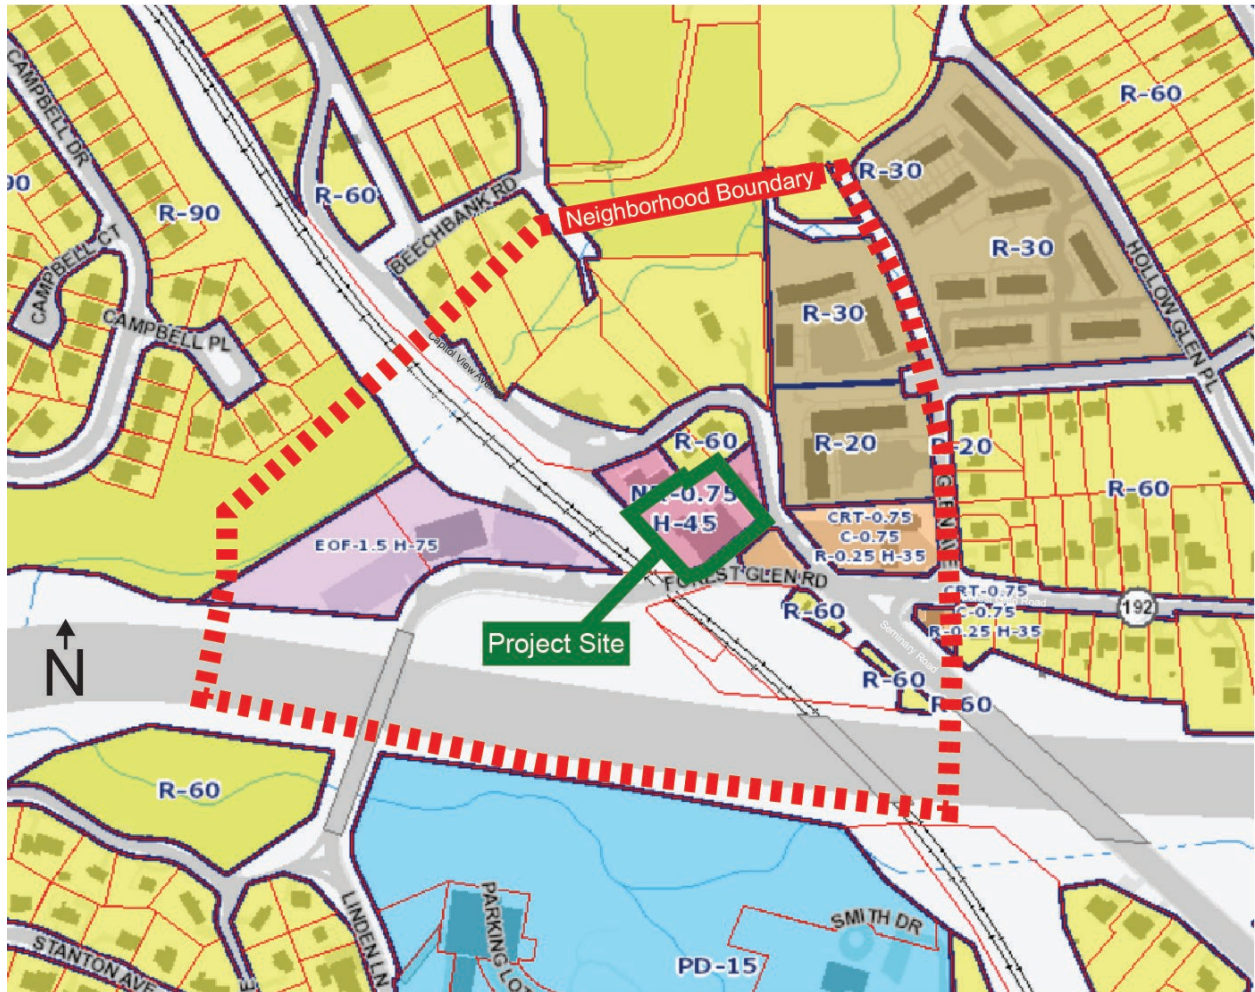 CAMPBELL DR
R-60
R-60
R-90
BEECHBANK RD
Neighborhood Boundary
R-30
CAMPBELL CT
R-30
HOLLOW GLEN PL
CAMPBELL PL
R-30
Capitol View Ave
R-60
R-20
R-20
R-60
NR-0.75
H-45
CRT-0.75
C-0.75
R-0.25 H-35
EOF-1.5 H-75
FOREST GLEN RD
CRT-0.75
C-0.75
R-0.25 H-35
192
R-60
Seminary Road
Project Site
N
R-60
R-60
R-60
LINDEN LN
PARKING LOT
SMITH DR
STANTON AVE
PD-15